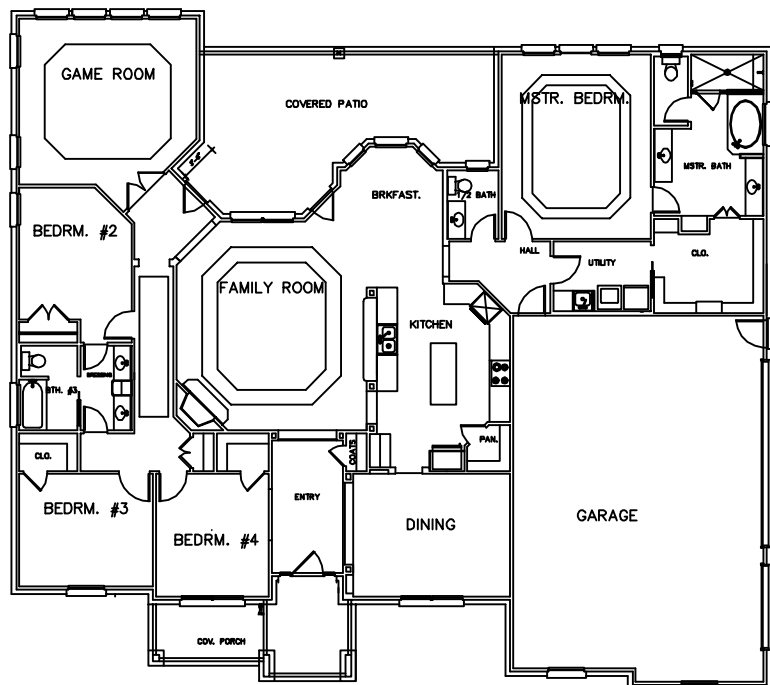 GAME ROOM
COVERED PATIO
MSTR. BEDRM.
MSTR. BATH
BRKFAST.
1/2 BATH
BEDRM. #2
HALL
UTILITY
CLO.
FAMILY ROOM
KITCHEN
BTH. #3
CLO.
COATS
PAN.
BEDRM. #3
BEDRM. #4
ENTRY
DINING
GARAGE
COV. PORCH